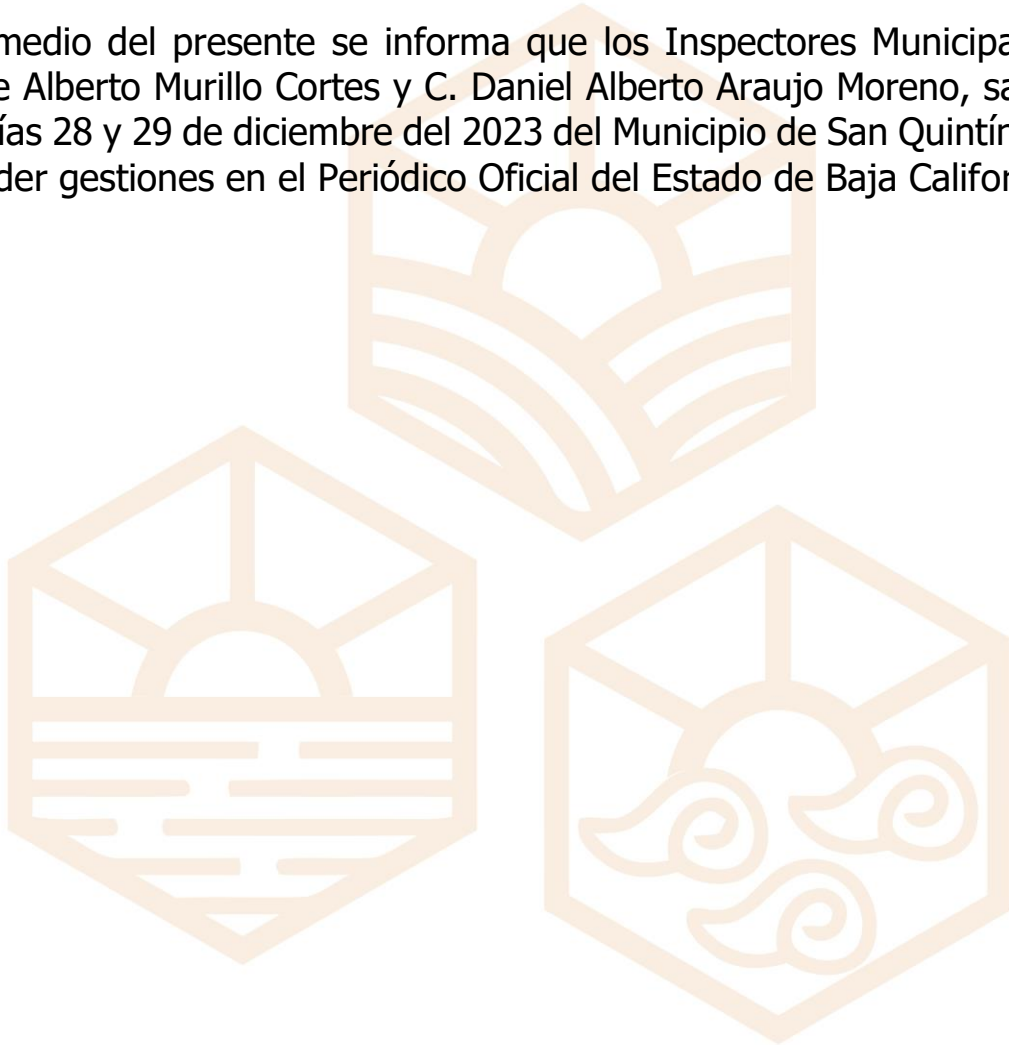 medio del presente se informa que los Inspectores Municipa
e Alberto Murillo Cortes y C. Daniel Alberto Araujo Moreno, sa
ías 28 y 29 de diciembre del 2023 del Municipio de San Quintín
der gestiones en el Periódico Oficial del Estado de Baja Califor